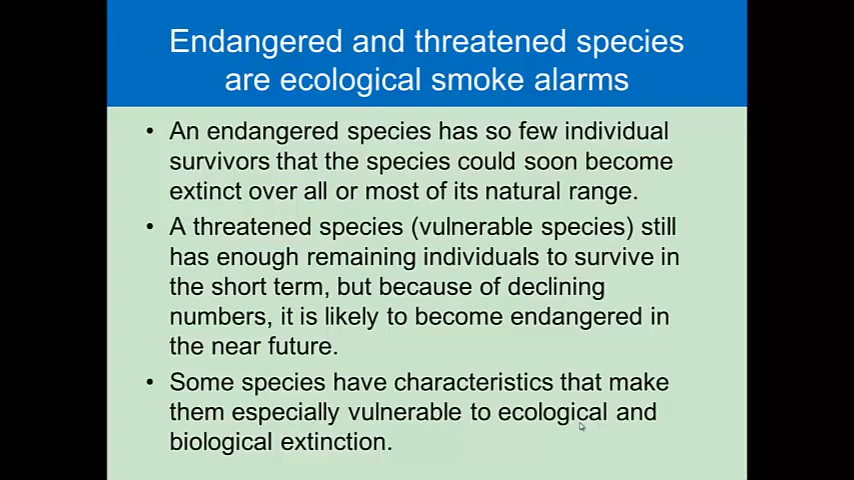 Endangered and threatened species
are ecological smoke alarms
• An endangered species has so few individual
survivors that the species could soon become
extinct over all or most of its natural range.
• A threatened species (vulnerable species) still
has enough remaining individuals to survive in
the short term, but because of declining
numbers, it is likely to become endangered in
the near future.
• Some species have characteristics that make
them especially vulnerable to ecological and
biological extinction.